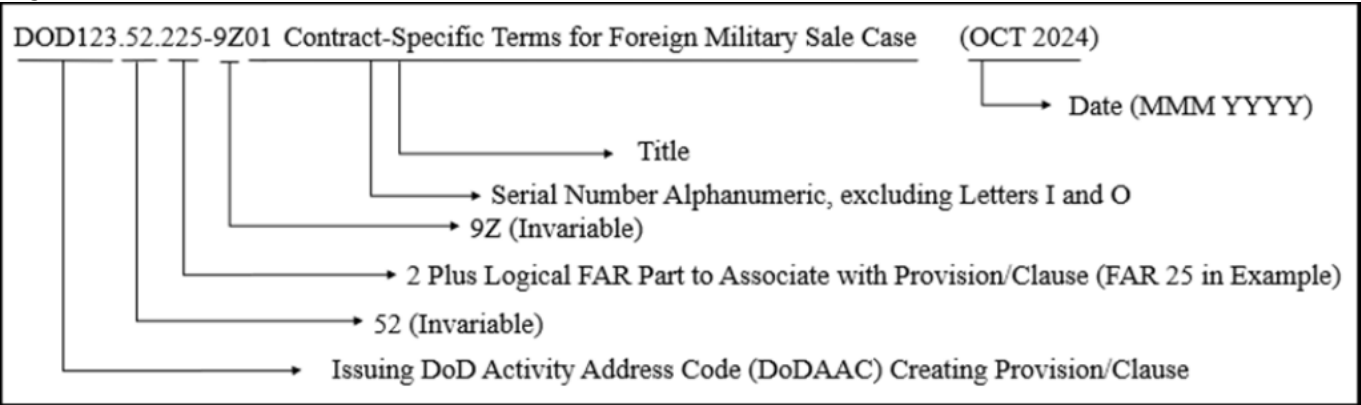 DOD123.52.225-9Z01 Contract-Specific Terms for Foreign Military Sale Case (OCT 2024)
Date (MMM YYYY)
Title
Serial Number Alphanumeric, excluding Letters I and O
9Z (Invariable)
2 Plus Logical FAR Part to Associate with Provision/Clause (FAR 25 in Example)
52 (Invariable)
Issuing DoD Activity Address Code (DoDAAC) Creating Provision/Clause